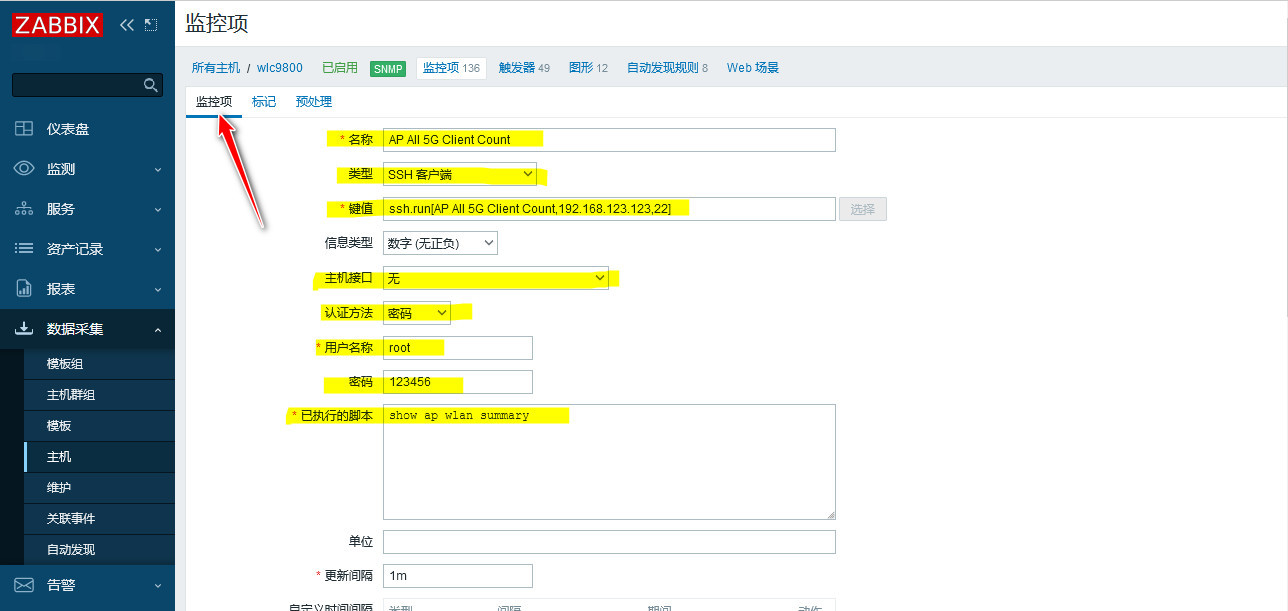 ZABBIX
监控项
所有主机 / wlc9800 已启用 SNMP 监控项 136 触发器 49 图形 12 自动发现规则 8 Web 场景
监控项 标记 预处理
仪表盘
监测
服务
资产记录
报表
数据采集
模板组
主机群组
模板
主机
维护
关联事件
自动发现
告警
* 名称 AP All 5G Client Count
类型 SSH 客户端
* 键值 ssh.run[AP All 5G Client Count,192.168.123.123,22] 选择
信息类型 数字 (无正负)
主机接口 无
认证方法 密码
* 用户名称 root
密码 123456
* 已执行的脚本 show ap wlan summary
单位
* 更新间隔 1m
自定义时间间隔 类型 间隔 期间 动作